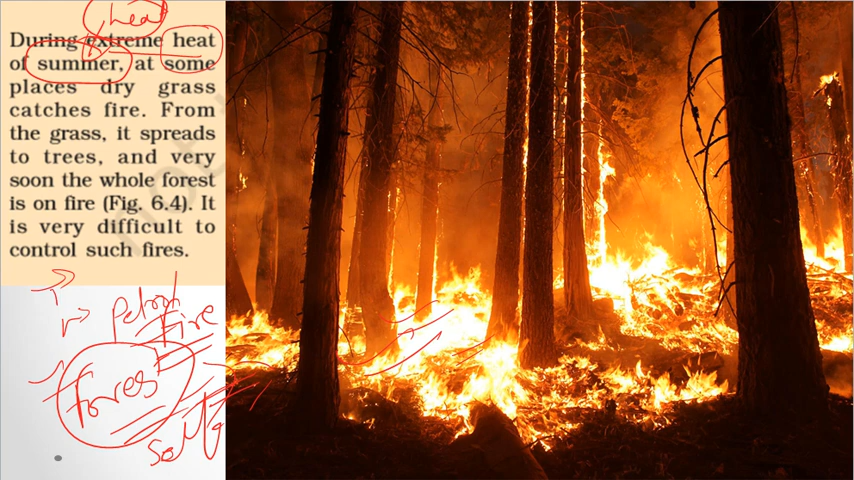 heat
During extreme heat
of summer, at some
places dry grass
catches fire. From
the grass, it spreads
to trees, and very
soon the whole forest
is on fire (Fig. 6.4). It
is very difficult to
control such fires.
Petrol
Fire